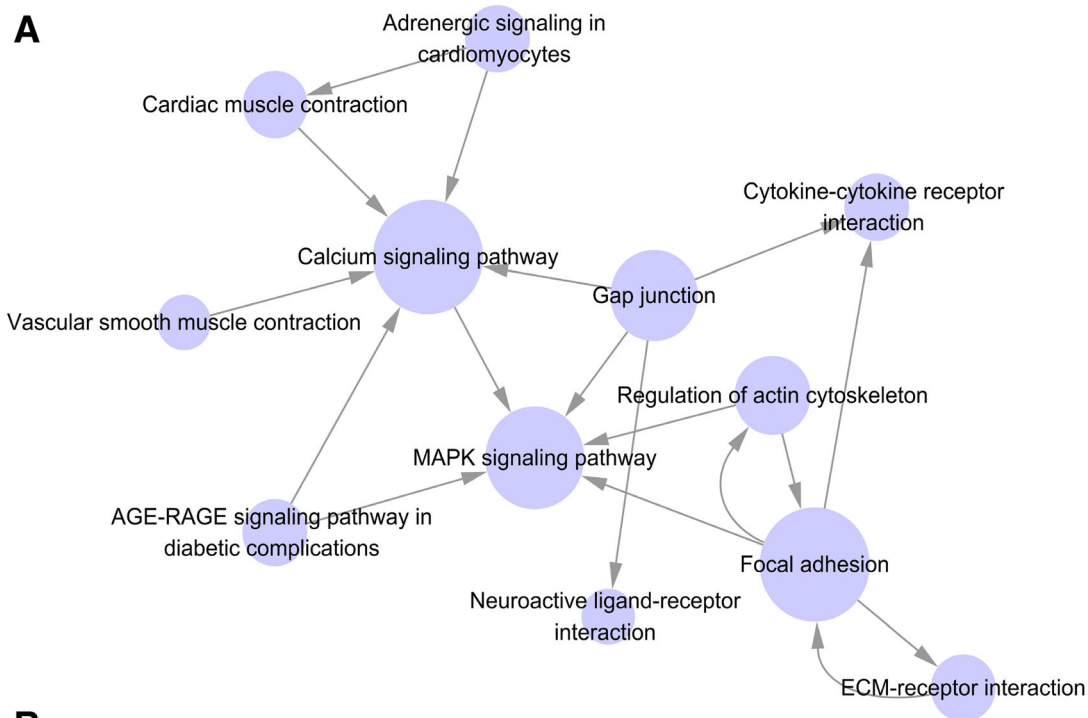 A
Adrenergic signaling in
cardiomyocytes
Cardiac muscle contraction
Cytokine-cytokine receptor
interaction
Calcium signaling pathway
Gap junction
Vascular smooth muscle contraction
Regulation of actin cytoskeleton
MAPK signaling pathway
AGE-RAGE signaling pathway in
diabetic complications
Focal adhesion
Neuroactive ligand-receptor
interaction
ECM-receptor interaction